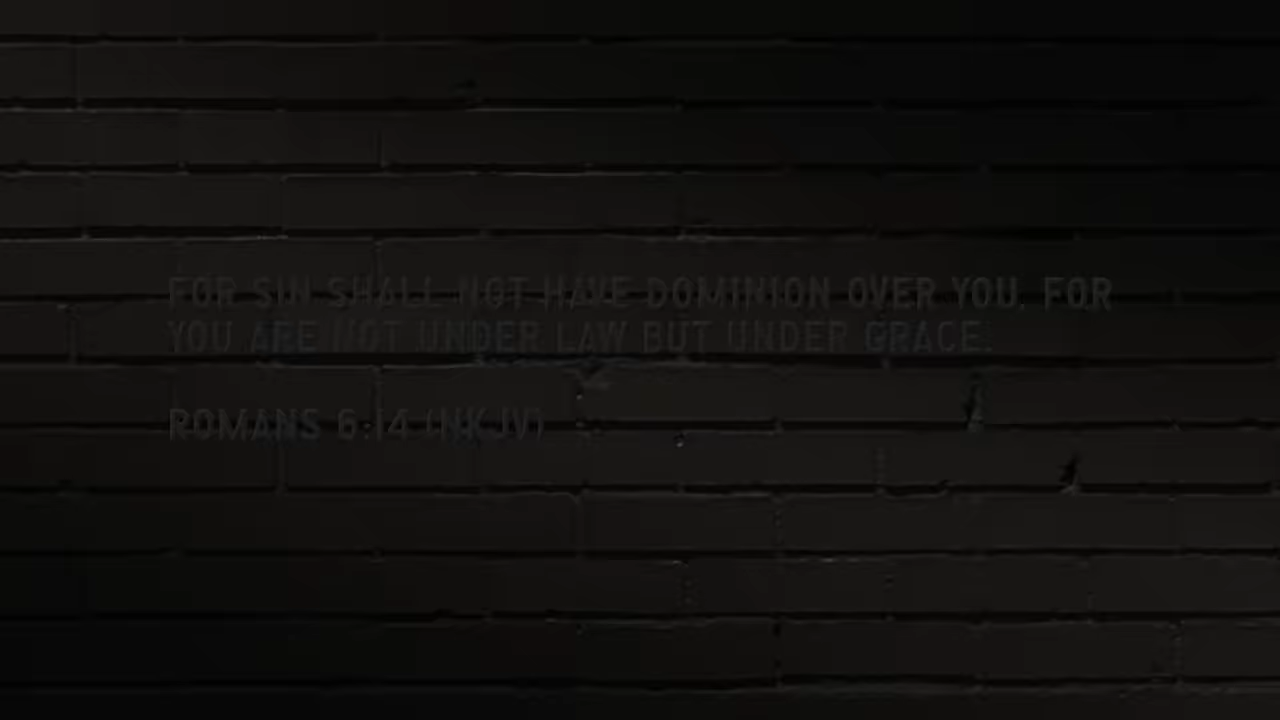 FOR SIN SHALL NOT HAVE DOMINION OVER YOU, FOR
YOU ARE NOT UNDER LAW BUT UNDER GRACE.
ROMANS 6:14 (NKJV)